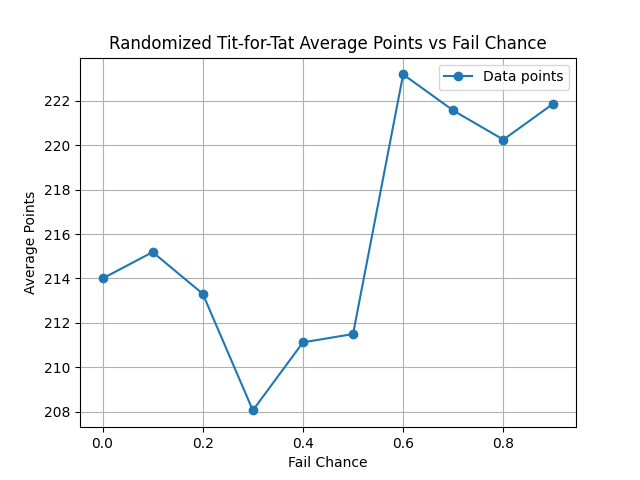 Randomized Tit-for-Tat Average Points vs Fail Chance
Data points
222
220
218
216
214
212
210
208
Average Points
0.0 0.2 0.4 0.6 0.8
Fail Chance